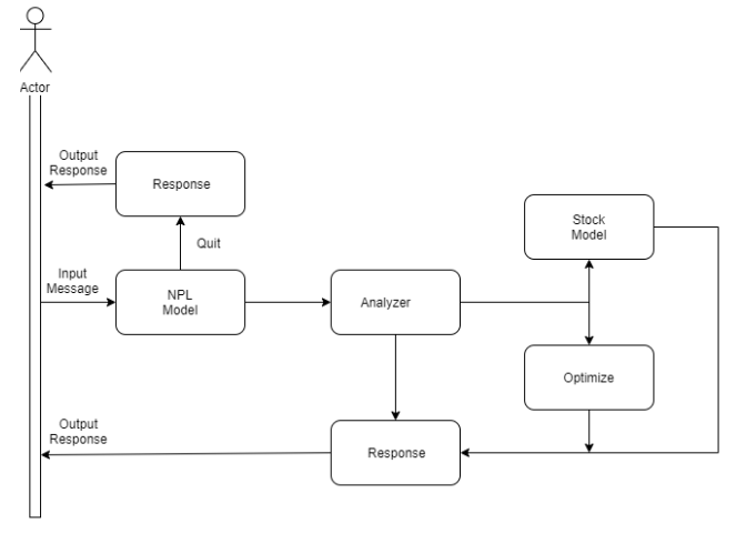 Actor
Output
Response
Response
Quit
Stock
Model
Input
Message
NPL
Model
Analyzer
Optimize
Output
Response
Response